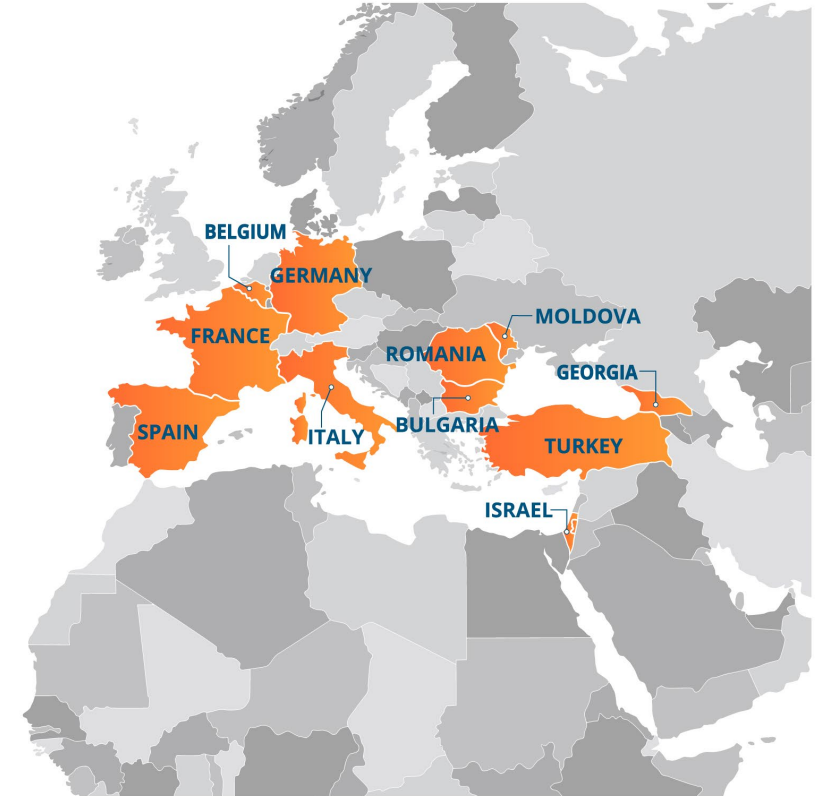 BELGIUM
GERMANY
MOLDOVA
FRANCE
ROMANIA
GEORGIA
BULGARIA
SPAIN
ITALY
TURKEY
ISRAEL